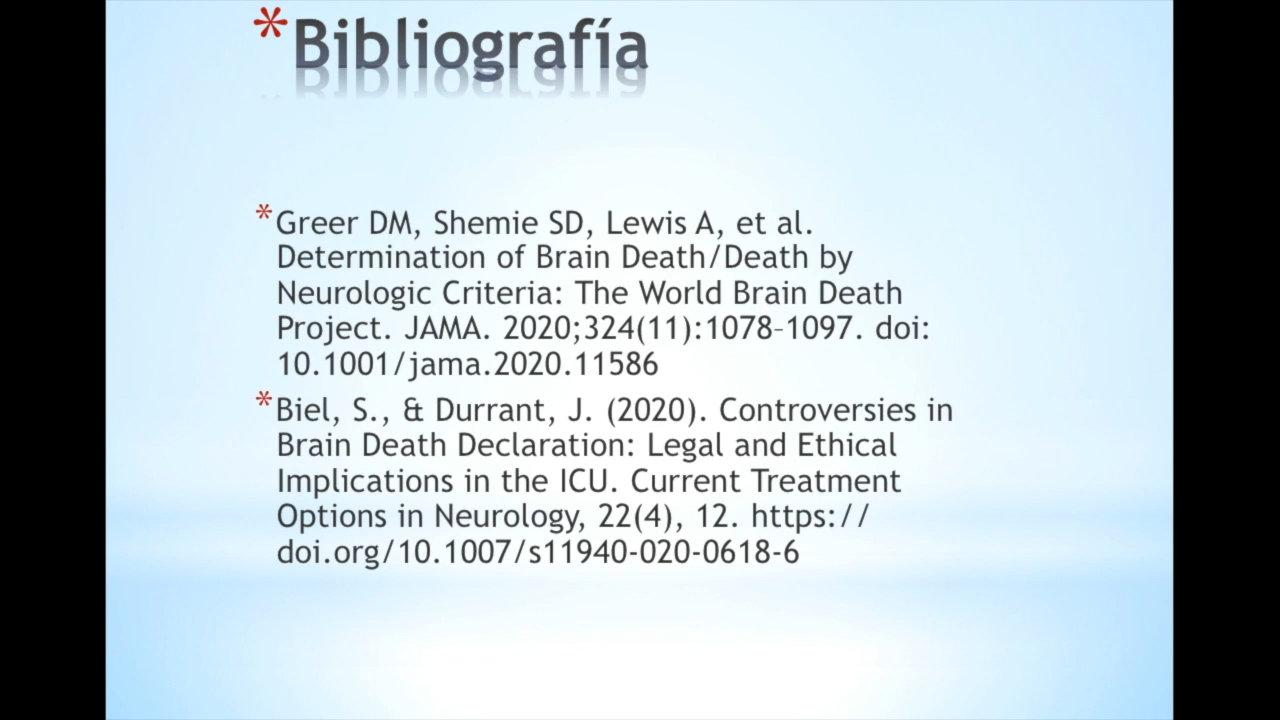 *Bibliografía
*Greer DM, Shemie SD, Lewis A, et al.
Determination of Brain Death/Death by
Neurologic Criteria: The World Brain Death
Project. JAMA. 2020;324(11):1078–1097. doi:
10.1001/jama.2020.11586
*Biel, S., & Durrant, J. (2020). Controversies in
Brain Death Declaration: Legal and Ethical
Implications in the ICU. Current Treatment
Options in Neurology, 22(4), 12. https://
doi.org/10.1007/s11940-020-0618-6